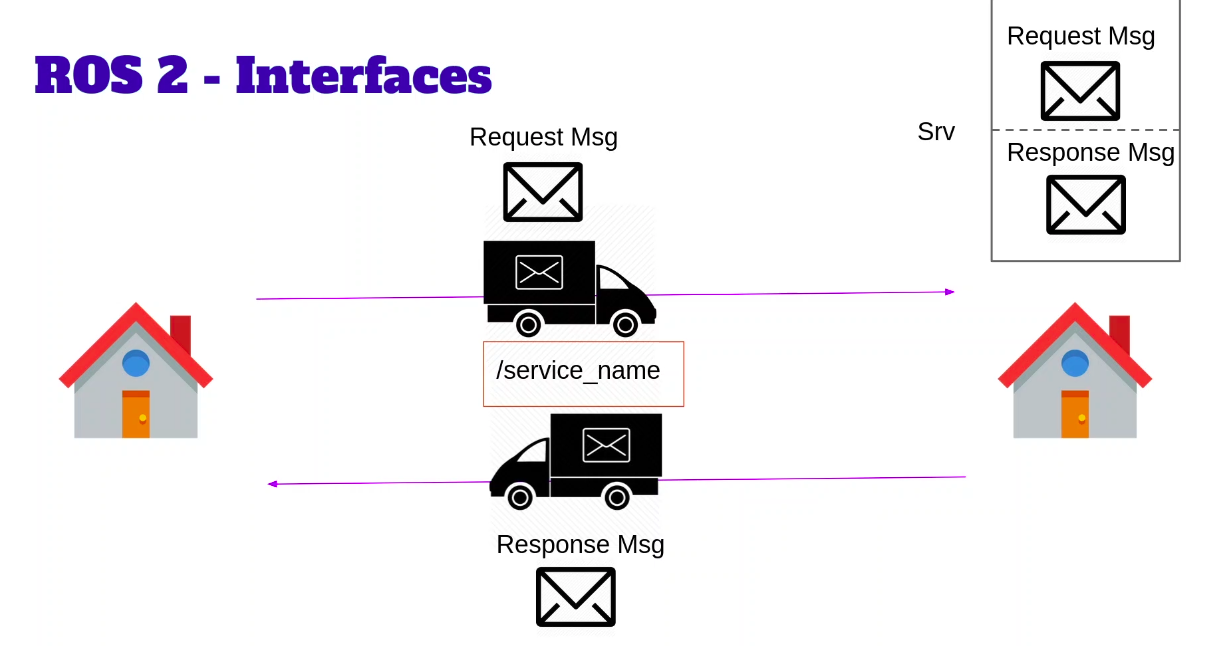 ROS 2 - Interfaces
Request Msg
/service_name
Response Msg
Srv
Request Msg
Response Msg